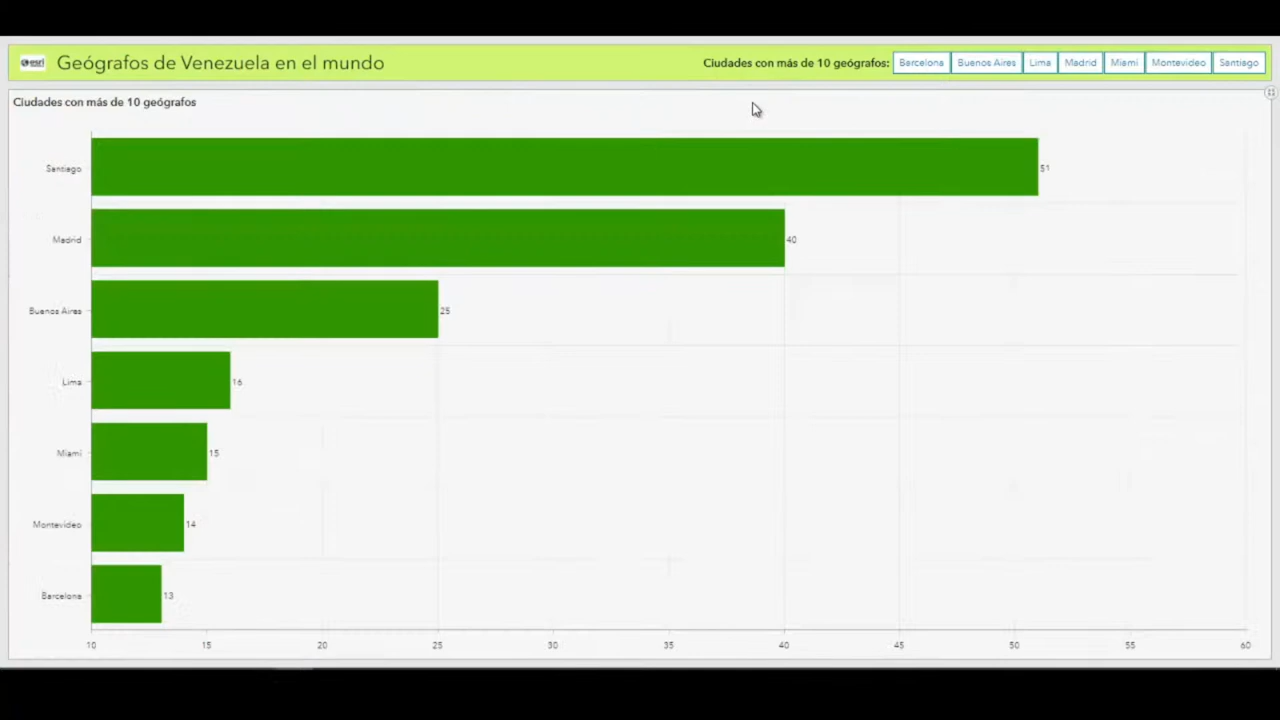 esri
Geógrafos de Venezuela en el mundo
Ciudades con más de 10 geógrafos: Barcelona Buenos Aires Lima Madrid Miami Montevideo Santiago
Ciudades con más de 10 geógrafos
Santiago 51
Madrid 40
Buenos Aires 25
Lima 16
Miami 15
Montevideo 14
Barcelona 13
10 15 20 25 30 35 40 45 50 55 60